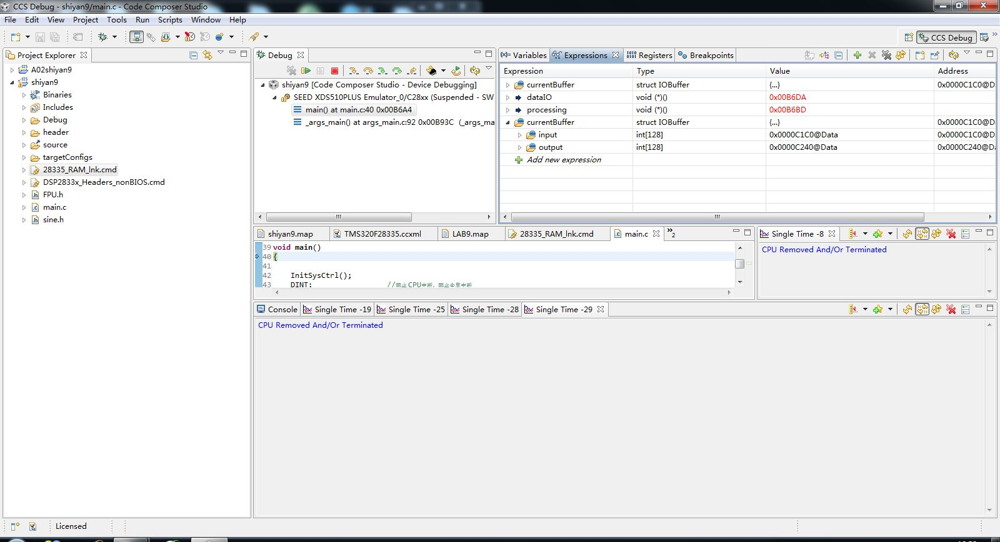 CCS Debug - shiyan9/main.c - Code Composer Studio
File Edit View Project Tools Run Scripts Window Help
CCS Debug
Project Explorer
A02shiyan9
shiyan9
Binaries
Includes
Debug
header
source
targetConfigs
28335_RAM_lnk.cmd
DSP2833x_Headers_nonBIOS.cmd
FPU.h
main.c
sine.h
Debug
shiyan9 [Code Composer Studio - Device Debugging]
SEED XDS510PLUS Emulator_0/C28xx (Suspended - SW
main() at main.c:40 0x00B6A4
_args_main() at args_main.c:92 0x00B93C (_args_ma
Variables Expressions Registers Breakpoints
Expression Type Value Address
currentBuffer struct IOBuffer {...} 0x0000C1C0@D
dataIO void (*)() 0x00B6DA
processing void (*)() 0x00B6BD
currentBuffer struct IOBuffer {...} 0x0000C1C0@D
input int[128] 0x0000C1C0@Data 0x0000C1C0@D
output int[128] 0x0000C240@Data 0x0000C240@D
Add new expression
shiyan9.map TMS320F28335.ccxml LAB9.map 28335_RAM_lnk.cmd main.c »2
39 void main()
40 {
41
42 InitSysCtrl();
43 DINT; //禁止CPU中断，禁止全局中断
Single Time -8
CPU Removed And/Or Terminated
Console Single Time -19 Single Time -25 Single Time -28 Single Time -29
CPU Removed And/Or Terminated
Licensed